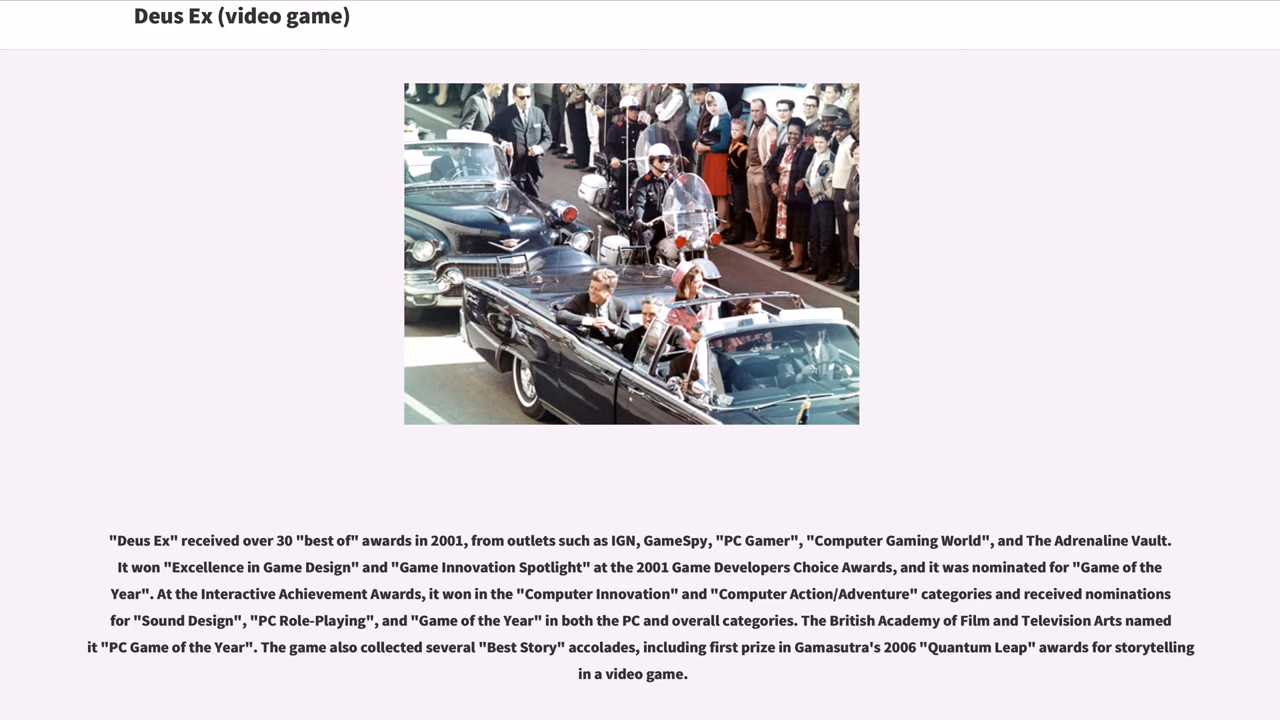 Deus Ex (video game)
"Deus Ex" received over 30 "best of" awards in 2001, from outlets such as IGN, GameSpy, "PC Gamer", "Computer Gaming World", and The Adrenaline Vault.
It won "Excellence in Game Design" and "Game Innovation Spotlight" at the 2001 Game Developers Choice Awards, and it was nominated for "Game of the
Year". At the Interactive Achievement Awards, it won in the "Computer Innovation" and "Computer Action/Adventure" categories and received nominations
for "Sound Design", "PC Role-Playing", and "Game of the Year" in both the PC and overall categories. The British Academy of Film and Television Arts named
it "PC Game of the Year". The game also collected several "Best Story" accolades, including first prize in Gamasutra's 2006 "Quantum Leap" awards for storytelling
in a video game.